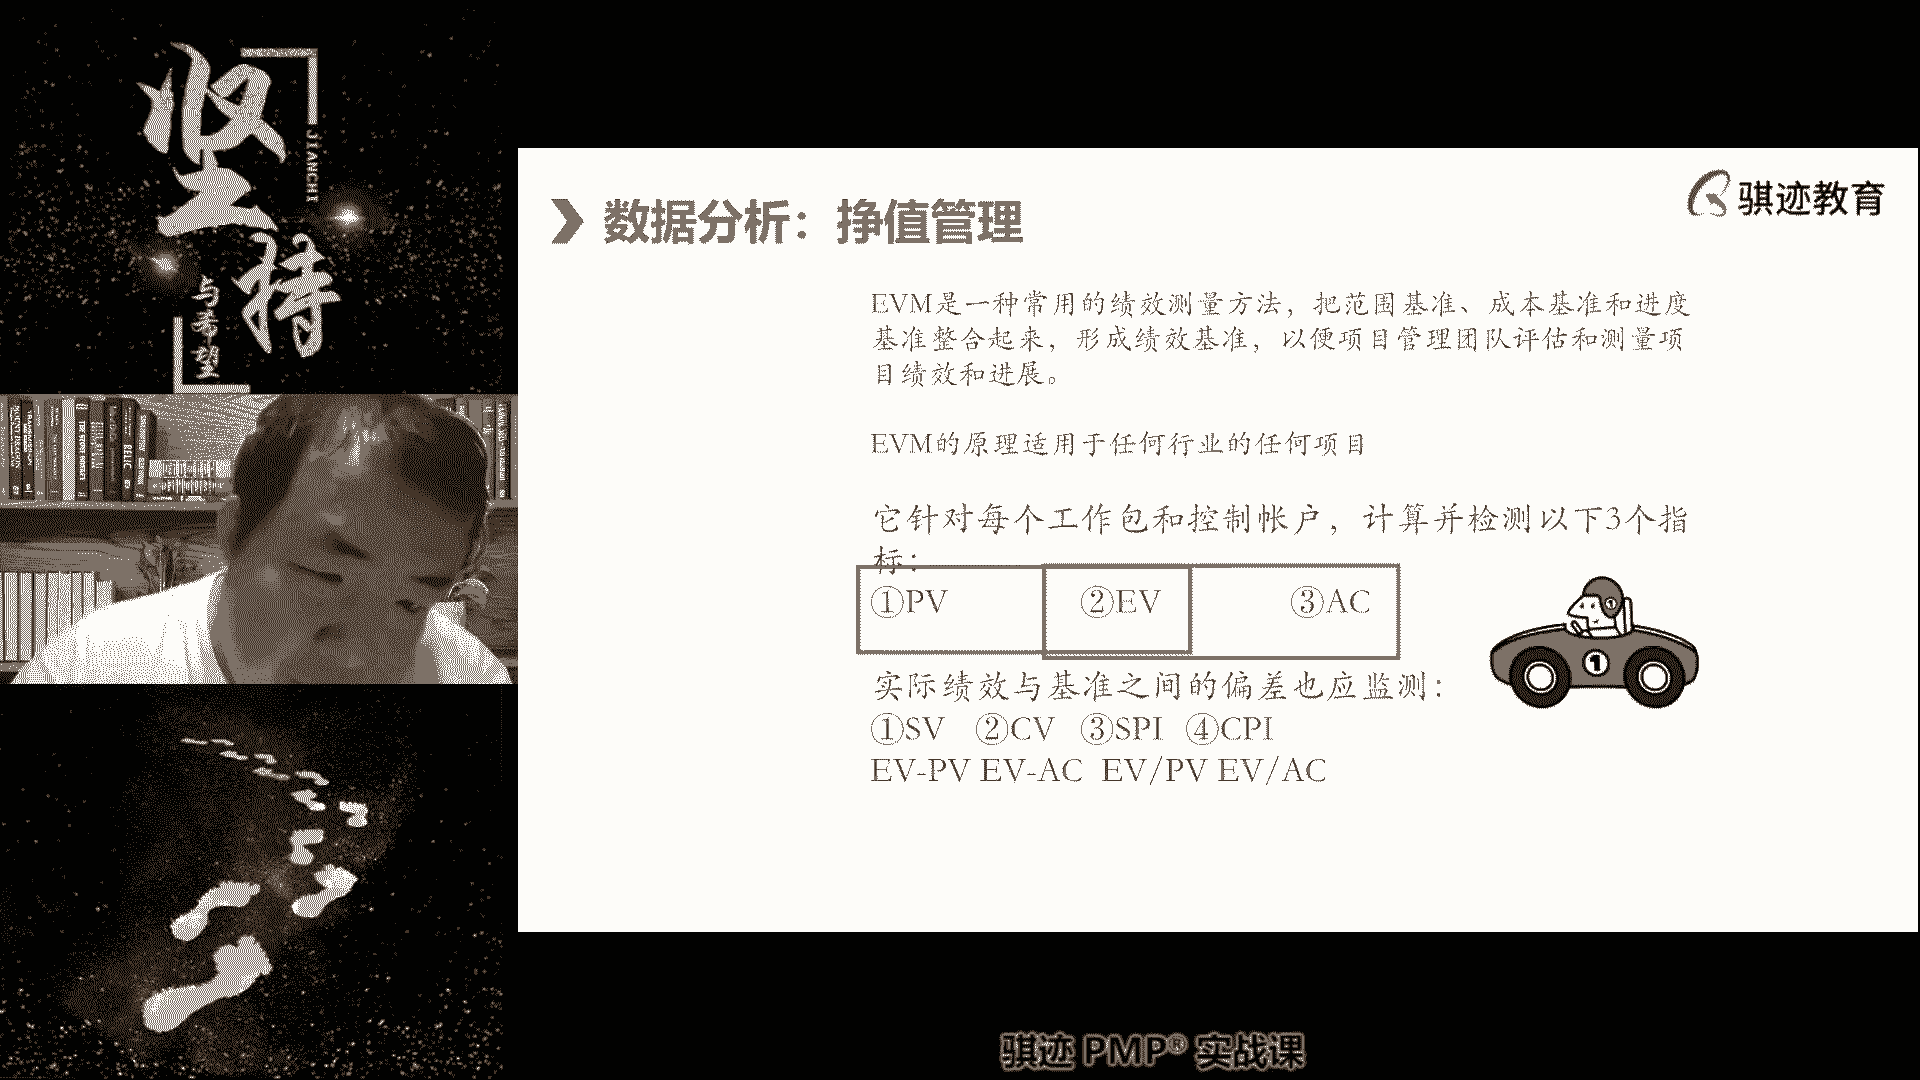 坚持
JIANCHI
与希望
骐迹教育
数据分析：挣值管理
EVM是一种常用的绩效测量方法，把范围基准、成本基准和进度
基准整合起来，形成绩效基准，以便项目管理团队评估和测量项
目绩效和进展。
EVM的原理适用于任何行业的任何项目
它针对每个工作包和控制帐户，计算并检测以下3个指
标：
①PV ②EV ③AC
1
1
实际绩效与基准之间的偏差也应监测：
①SV ②CV ③SPI ④CPI
EV-PV EV-AC EV/PV EV/AC
骐迹 PMP® 实战课